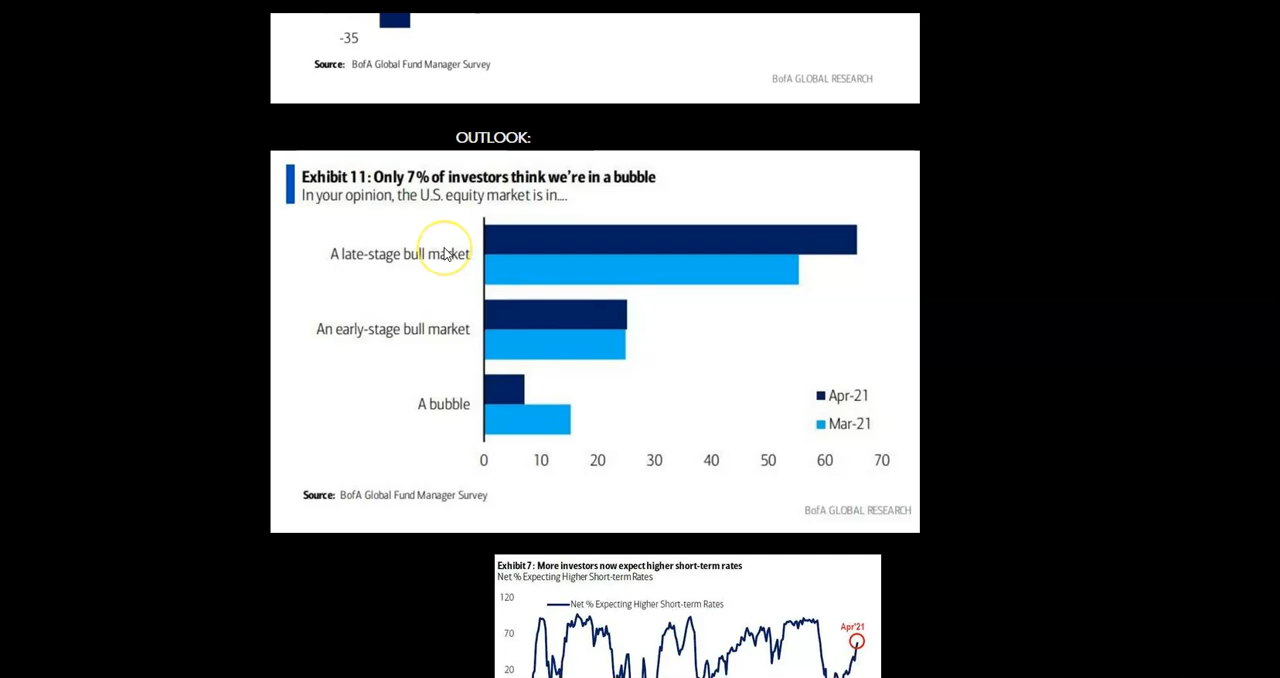 -35
Source: BofA Global Fund Manager Survey
BofA GLOBAL RESEARCH
OUTLOOK:
Exhibit 11: Only 7% of investors think we're in a bubble
In your opinion, the U.S. equity market is in....
A late-stage bull market
An early-stage bull market
A bubble
Apr-21
Mar-21
0 10 20 30 40 50 60 70
Source: BofA Global Fund Manager Survey
BofA GLOBAL RESEARCH
Exhibit 7: More investors now expect higher short-term rates
Net % Expecting Higher Short-term Rates
120
Net % Expecting Higher Short-term Rates
Apr'21
70
20